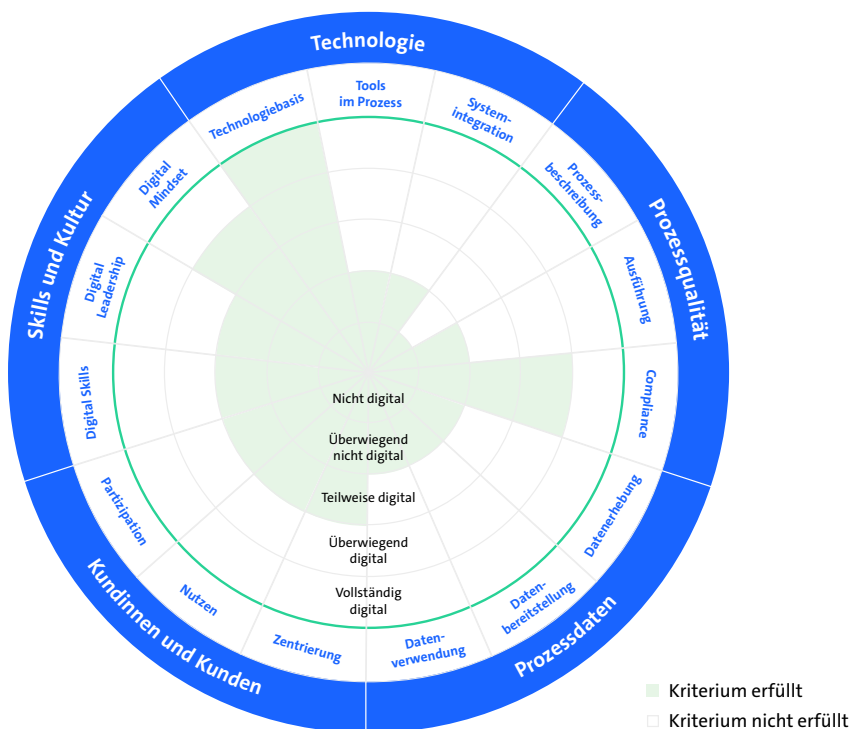 Technologie
Tools
im Prozess
Technologiebasis
System-
integration
Digital
Mindset
Prozess-
beschreibung
Skills und Kultur
Prozessqualität
Digital
Leadership
Ausführung
Digital Skills
Compliance
Nicht digital
Überwiegend
nicht digital
Teilweise digital
Überwiegend
digital
Vollständig
digital
Partizipation
Datenerhebung
Nutzen
Daten-
bereitstellung
Zentrierung
Daten-
verwendung
Kundinnen und Kunden
Prozessdaten
Kriterium erfüllt
Kriterium nicht erfüllt